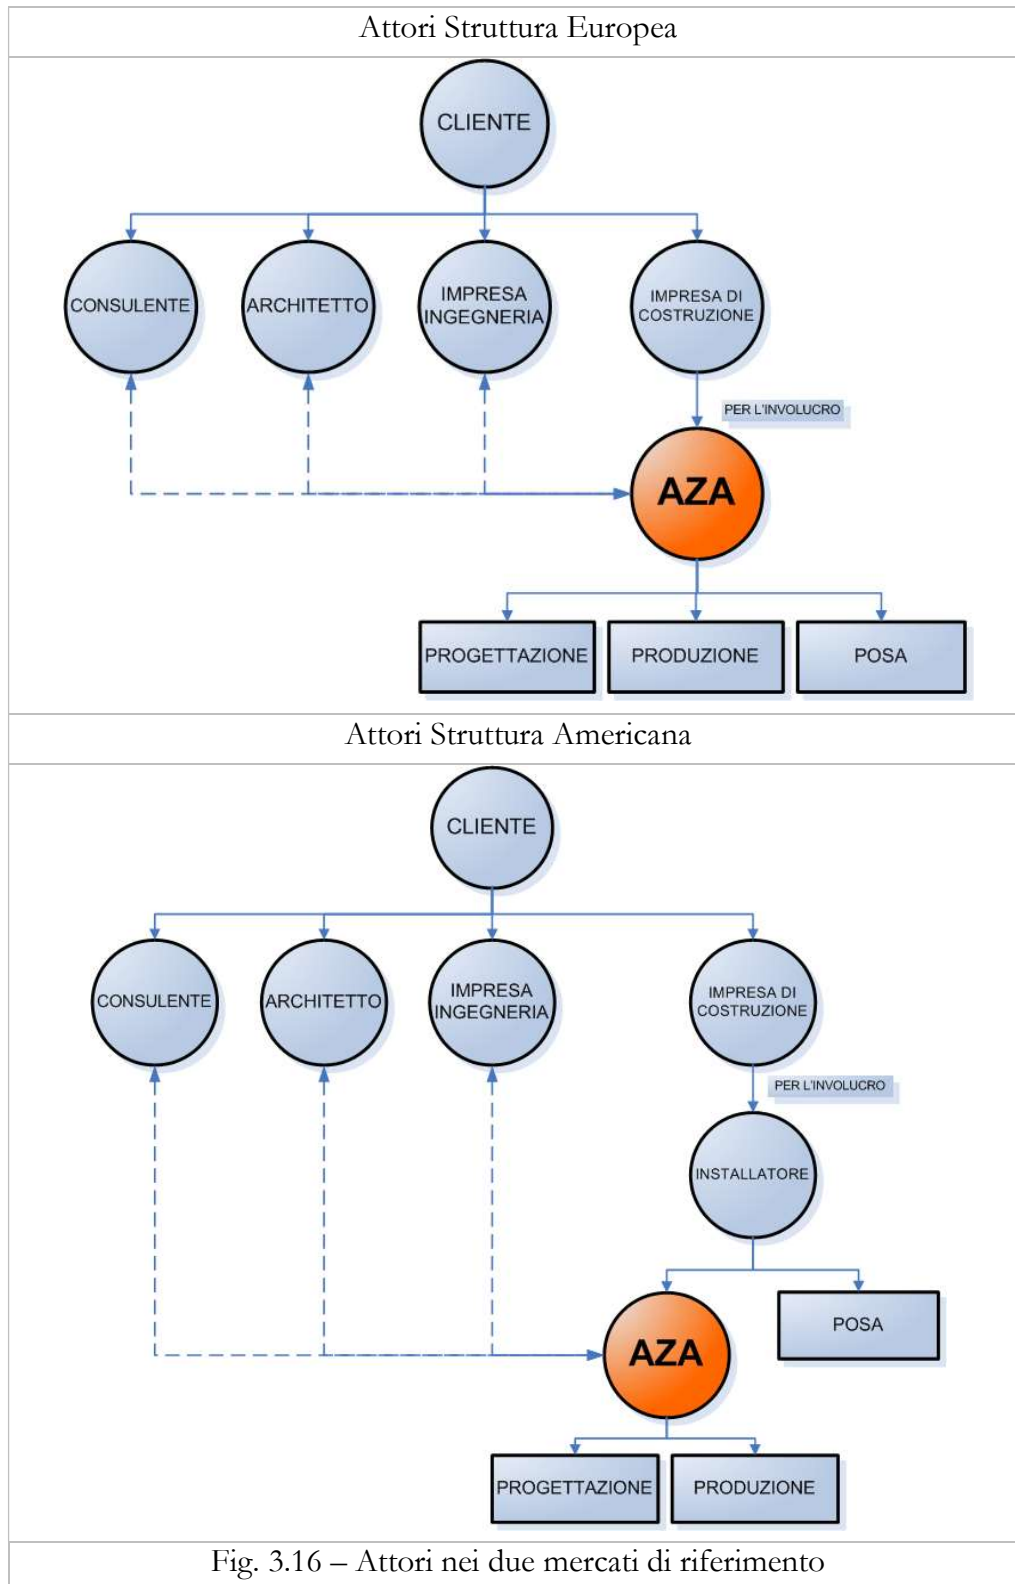 Attori Struttura Europea
CLIENTE
CONSULENTE
ARCHITETTO
IMPRESA
INGEGNERIA
IMPRESA DI
COSTRUZIONE
PER L'INVOLUCRO
AZA
PROGETTAZIONE
PRODUZIONE
POSA
Attori Struttura Americana
CLIENTE
CONSULENTE
ARCHITETTO
IMPRESA
INGEGNERIA
IMPRESA DI
COSTRUZIONE
PER L'INVOLUCRO
INSTALLATORE
AZA
POSA
PROGETTAZIONE
PRODUZIONE
Fig. 3.16 – Attori nei due mercati di riferimento